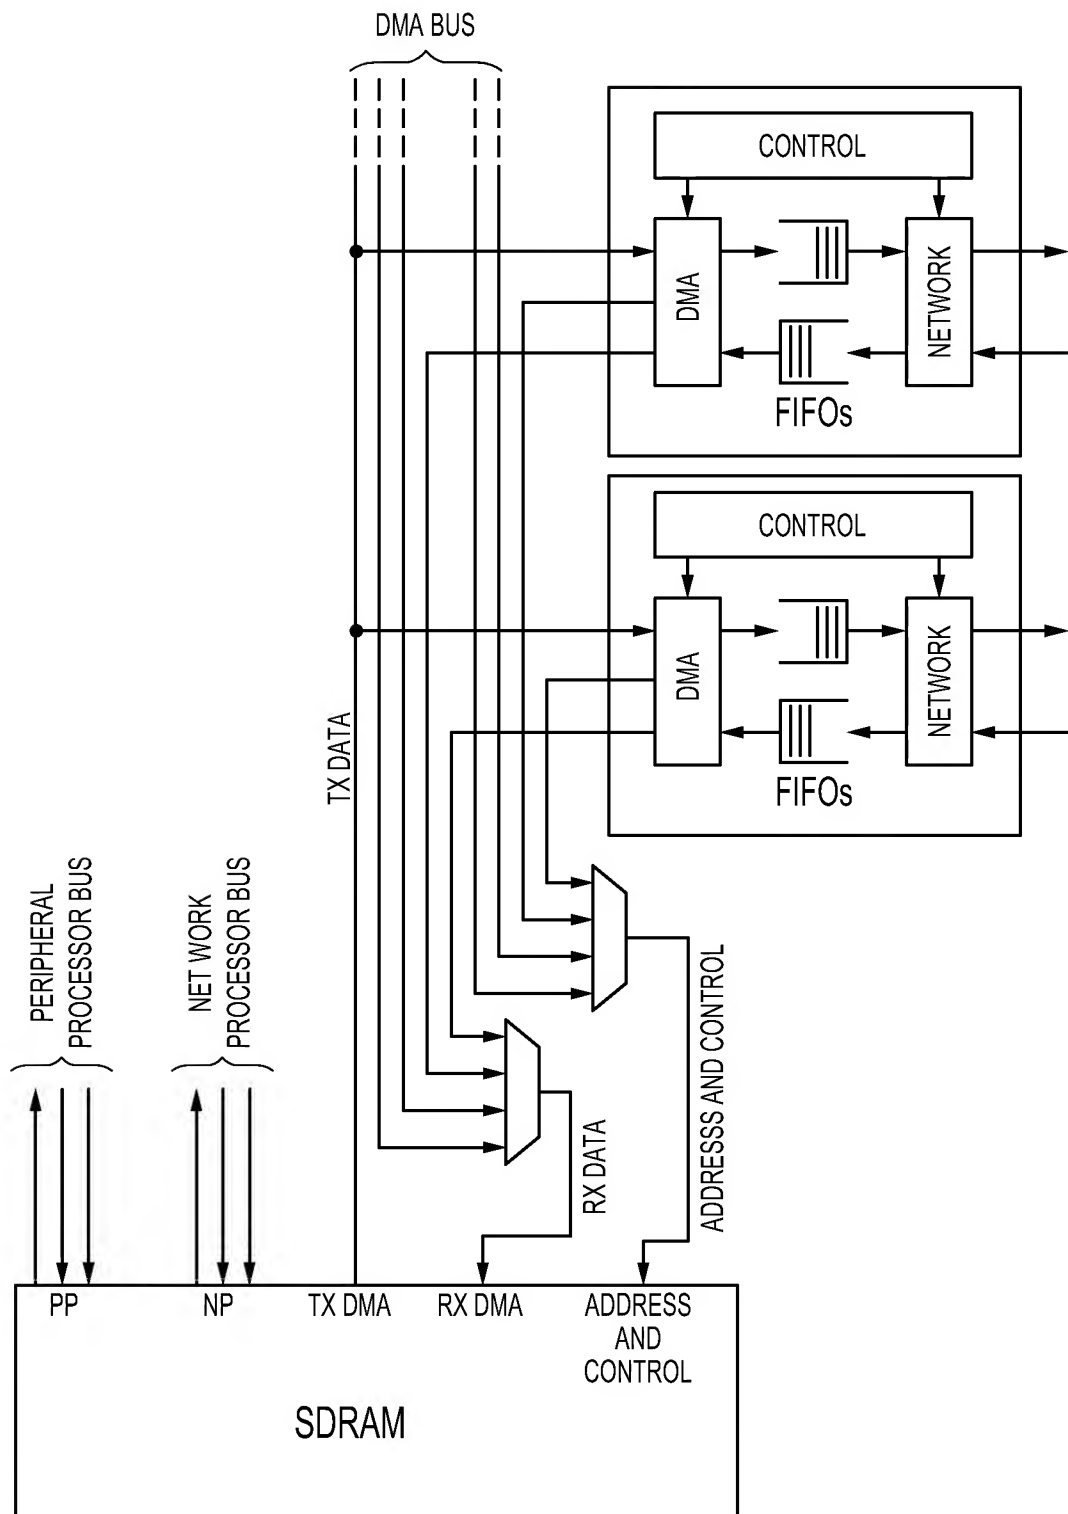 DMA BUS
CONTROL
DMA
NETWORK
FIFOs
CONTROL
DMA
NETWORK
FIFOs
TX DATA
PERIPHERAL
PROCESSOR BUS
NET WORK
PROCESSOR BUS
ADDRESSS AND CONTROL
RX DATA
PP
NP
TX DMA
RX DMA
ADDRESS
AND
CONTROL
SDRAM